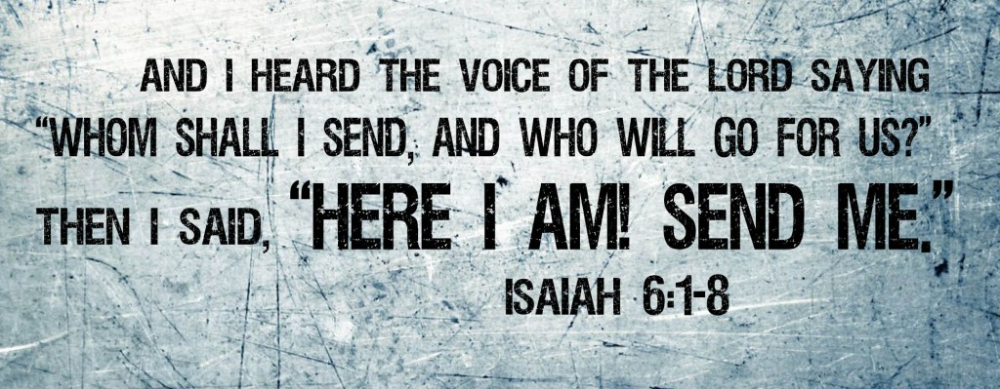 AND I HEARD THE VOICE OF THE LORD SAYING
“WHOM SHALL I SEND, AND WHO WILL GO FOR US?”
THEN I SAID, “HERE I AM! SEND ME.”
ISAIAH 6:1-8